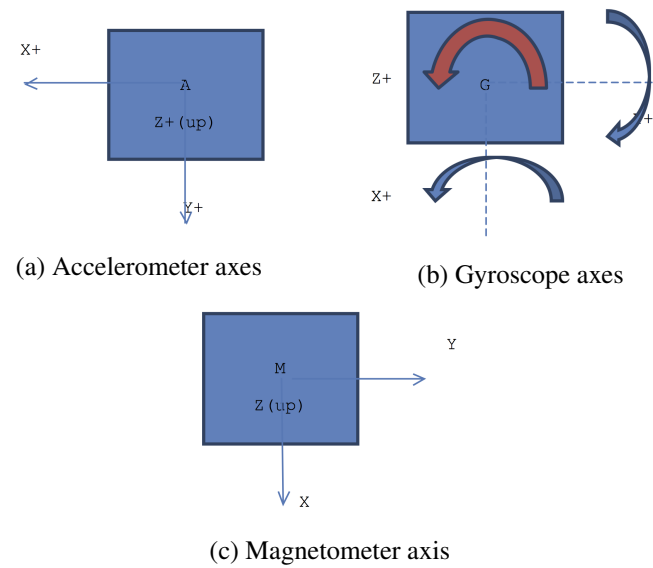 X+
A
Z+(up)
Y+
(a) Accelerometer axes
Z+
G
X+
(b) Gyroscope axes
M
Y
Z(up)
X
(c) Magnetometer axis